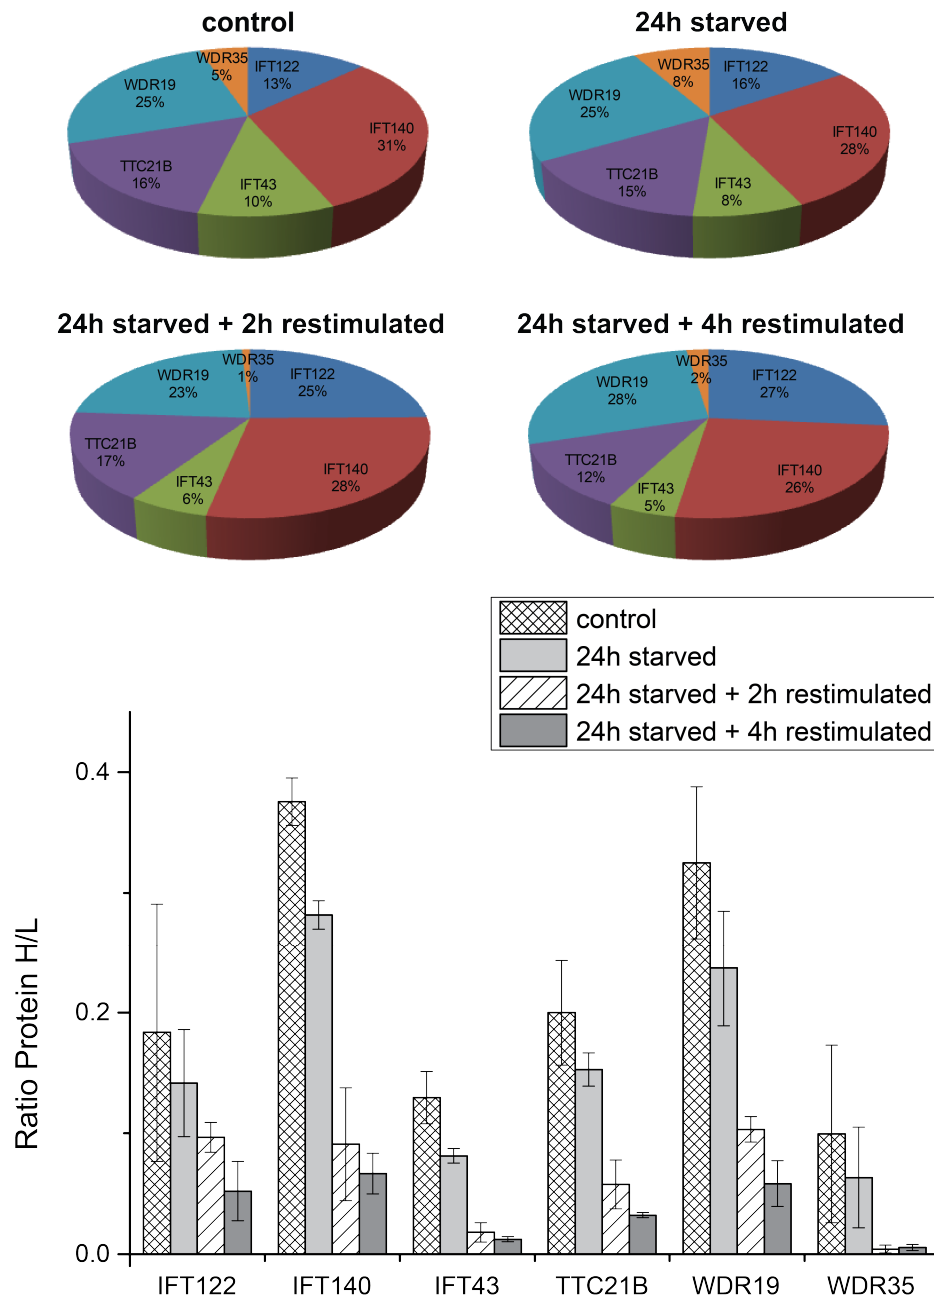 control
WDR35
5%
IFT122
13%
WDR19
25%
IFT140
31%
TTC21B
16%
IFT43
10%
24h starved
WDR35
8%
IFT122
16%
WDR19
25%
IFT140
28%
TTC21B
15%
IFT43
8%
24h starved + 2h restimulated
WDR35
1%
IFT122
25%
WDR19
23%
TTC21B
17%
IFT43
6%
IFT140
28%
24h starved + 4h restimulated
WDR35
2%
IFT122
27%
WDR19
28%
TTC21B
12%
IFT43
5%
IFT140
26%
control
24h starved
24h starved + 2h restimulated
24h starved + 4h restimulated
Ratio Protein H/L
0.4
0.2
0.0
IFT122
IFT140
IFT43
TTC21B
WDR19
WDR35